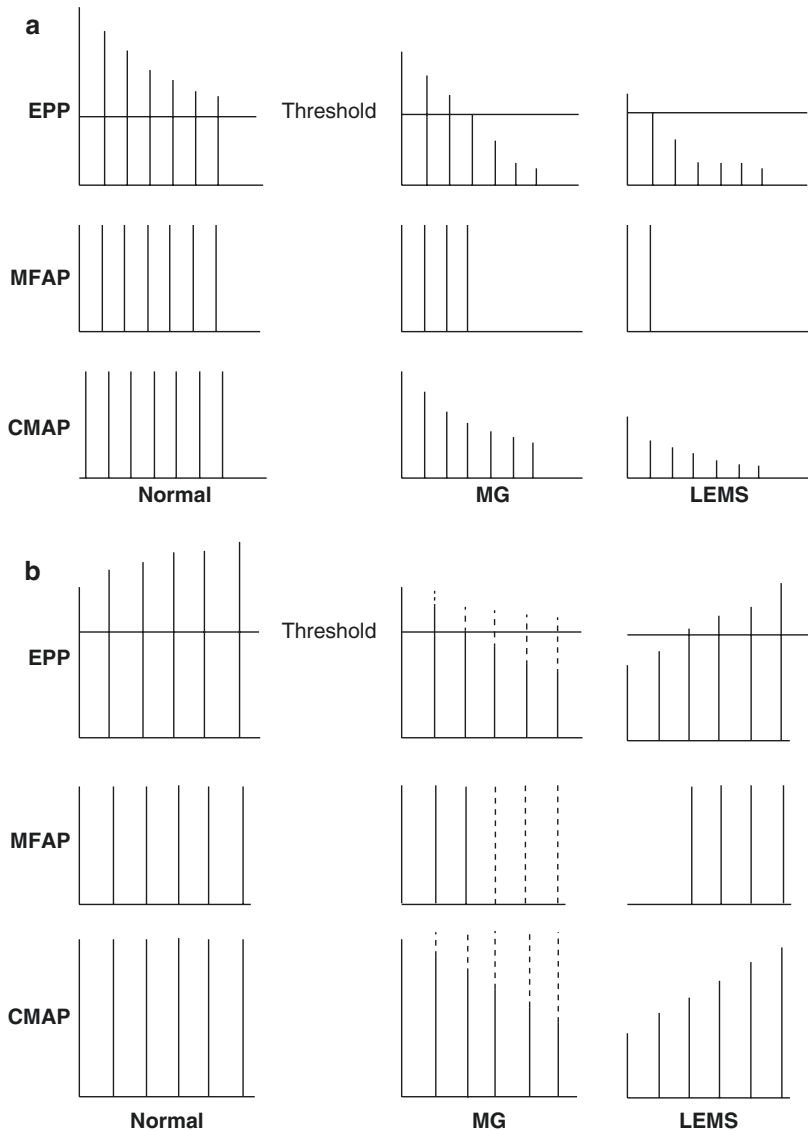 a
EPP
Threshold
MFAP
CMAP
Normal
MG
LEMS
b
Threshold
EPP
MFAP
CMAP
Normal
MG
LEMS